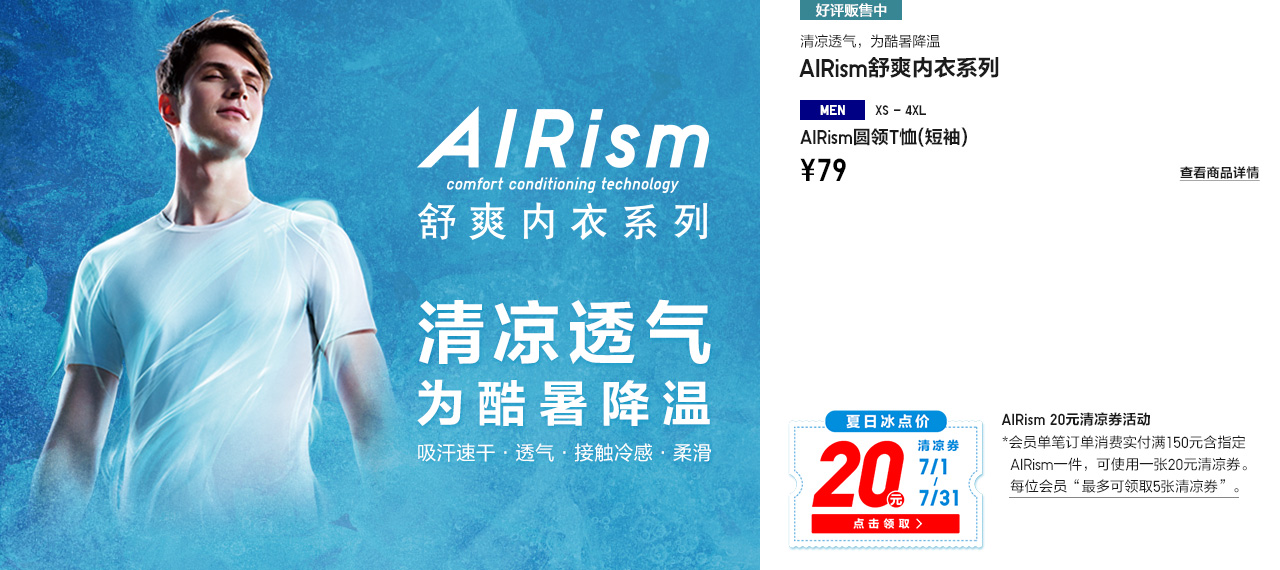 AIRism
comfort conditioning technology
舒爽内衣系列
清凉透气
为酷暑降温
吸汗速干·透气·接触冷感·柔滑
好评贩售中
清凉透气，为酷暑降温
AIRism舒爽内衣系列
MEN XS - 4XL
AIRism圆领T恤(短袖)
¥79
查看商品详情
夏日冰点价
20元
清凉券
7/1
/
7/31
点击领取 >
AIRism 20元清凉券活动
*会员单笔订单消费实付满150元含指定
AIRism一件，可使用一张20元清凉券。
每位会员“最多可领取5张清凉券”。